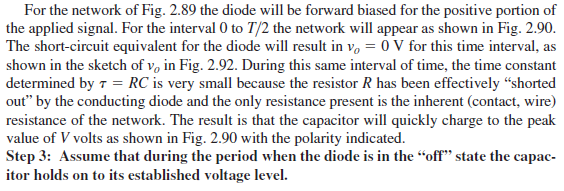 For the network of Fig. 2.89 the diode will be forward biased for the positive portion of
the applied signal. For the interval 0 to T/2 the network will appear as shown in Fig. 2.90.
The short-circuit equivalent for the diode will result in vₒ = 0 V for this time interval, as
shown in the sketch of vₒ in Fig. 2.92. During this same interval of time, the time constant
determined by τ = RC is very small because the resistor R has been effectively “shorted
out” by the conducting diode and the only resistance present is the inherent (contact, wire)
resistance of the network. The result is that the capacitor will quickly charge to the peak
value of V volts as shown in Fig. 2.90 with the polarity indicated.
Step 3: Assume that during the period when the diode is in the “off” state the capac-
itor holds on to its established voltage level.